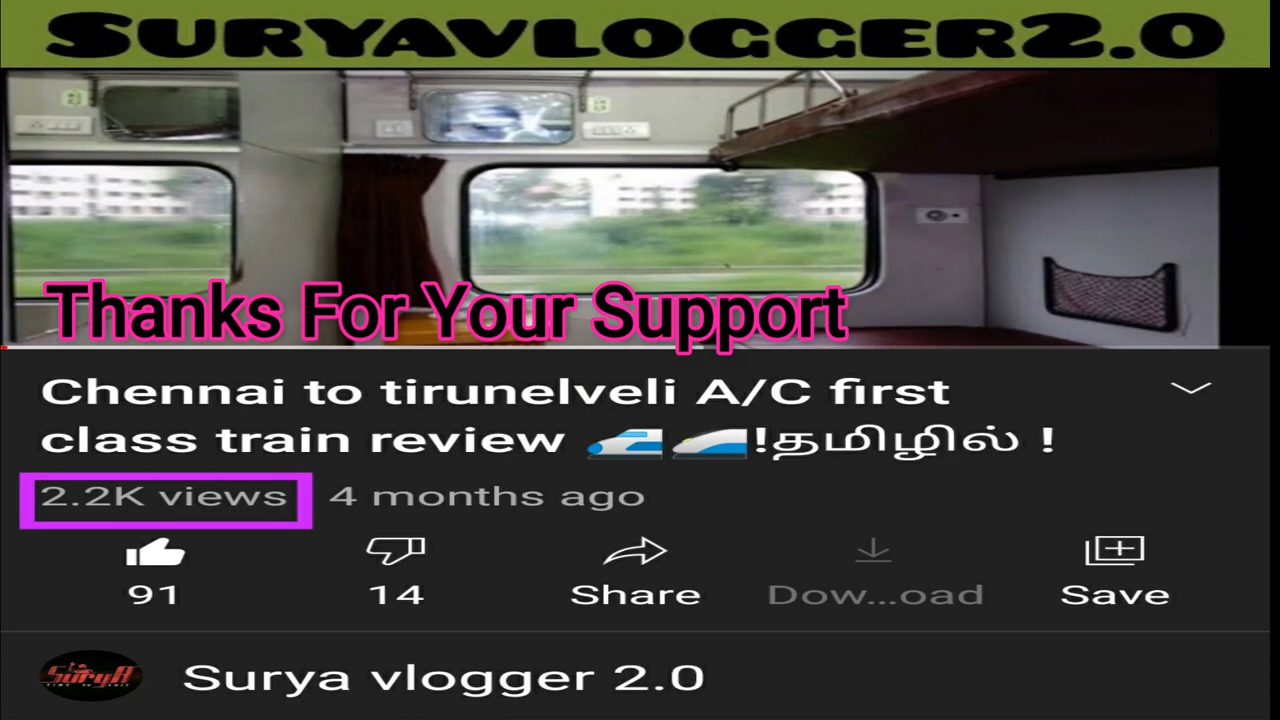 SURYAVLOGGER2.0
Thanks For Your Support
Chennai to tirunelveli A/C first
class train review 🚅🚄!தமிழில் !
2.2K views 4 months ago
91 14 Share Dow...oad Save
SuryA
Surya vlogger 2.0